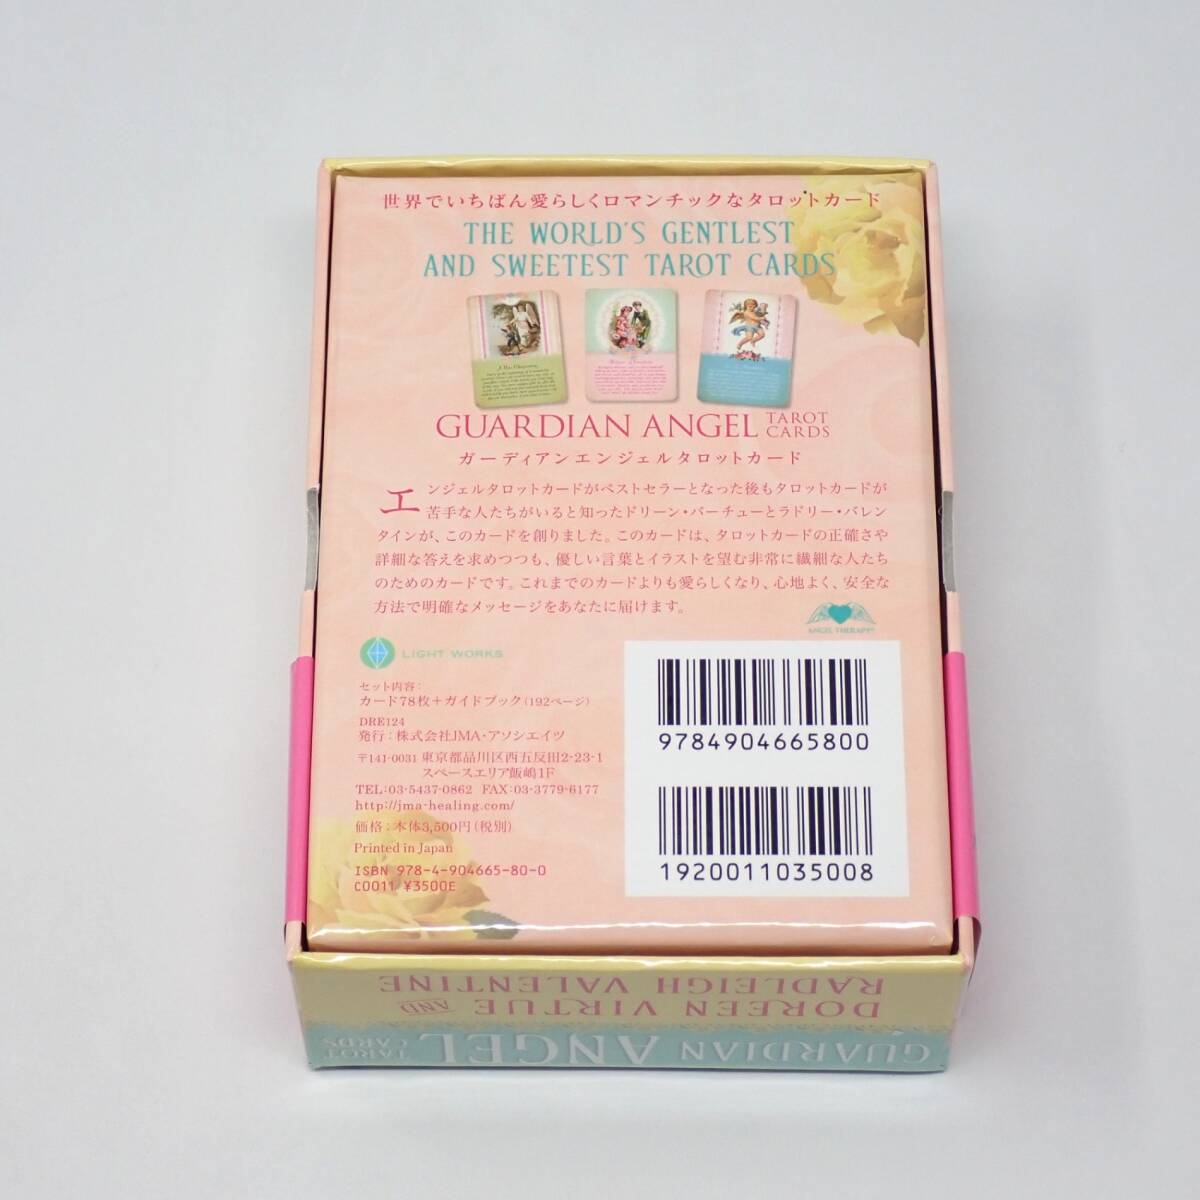 世界でいちばん愛らしくロマンチックなタロットカード
THE WORLD'S GENTLEST
AND SWEETEST TAROT CARDS
GUARDIAN ANGEL TAROT CARDS
ガーディアンエンジェルタロットカード
エンジェルタロットカードがベストセラーとなった後もタロットカードが
苦手な人たちがいると知ったドリーン・バーチューとラドリー・バレン
タインが、このカードを創りました。このカードは、タロットカードの正確さや
詳細な答えを求めつつも、優しい言葉とイラストを望む非常に繊細な人たち
のためのカードです。これまでのカードよりも愛らしくなり、心地よく、安全な
方法で明確なメッセージをあなたに届けます。
ANGEL THERAPY®
LIGHT WORKS
セット内容：
カード78枚＋ガイドブック(192ページ)
DRE124
発行：株式会社JMA・アソシエイツ
〒141-0031 東京都品川区西五反田2-23-1
スペースエリア飯嶋1F
TEL:03-5437-0862 FAX:03-3779-6177
http://jma-healing.com/
価格：本体3,500円（税別）
Printed in Japan
ISBN 978-4-904665-80-0
C0011 ¥3500E
9784904665800
1920011035008
GUARDIAN ANGEL TAROT CARDS
DOREEN VIRTUE AND
RADLEIGH VALENTINE